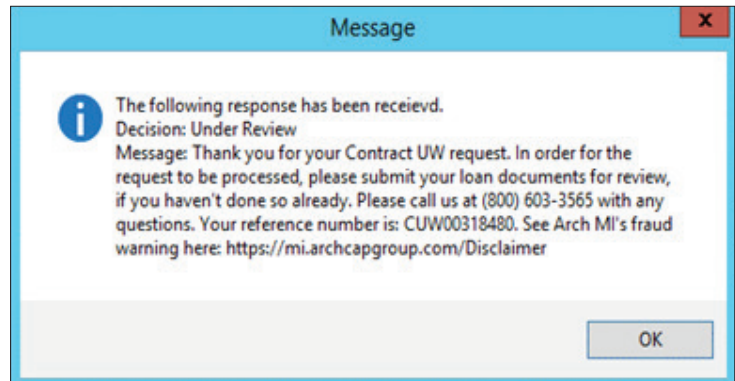 Message
x
The following response has been receievd.
Decision: Under Review
Message: Thank you for your Contract UW request. In order for the
request to be processed, please submit your loan documents for review,
if you haven't done so already. Please call us at (800) 603-3565 with any
questions. Your reference number is: CUW00318480. See Arch MI's fraud
warning here: https://mi.archcapgroup.com/Disclaimer
OK